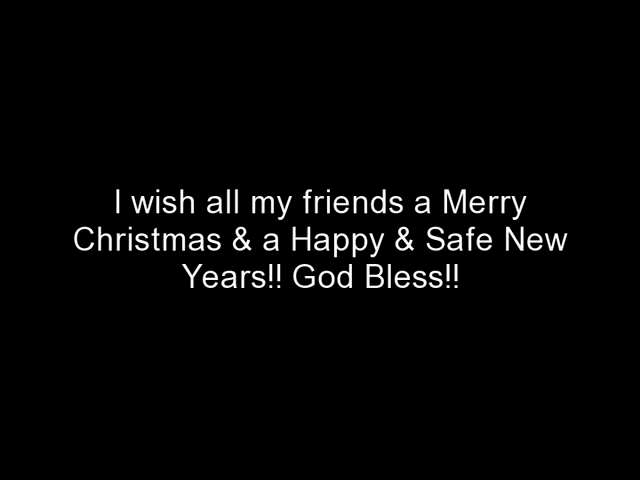 I wish all my friends a Merry
Christmas & a Happy & Safe New
Years!! God Bless!!